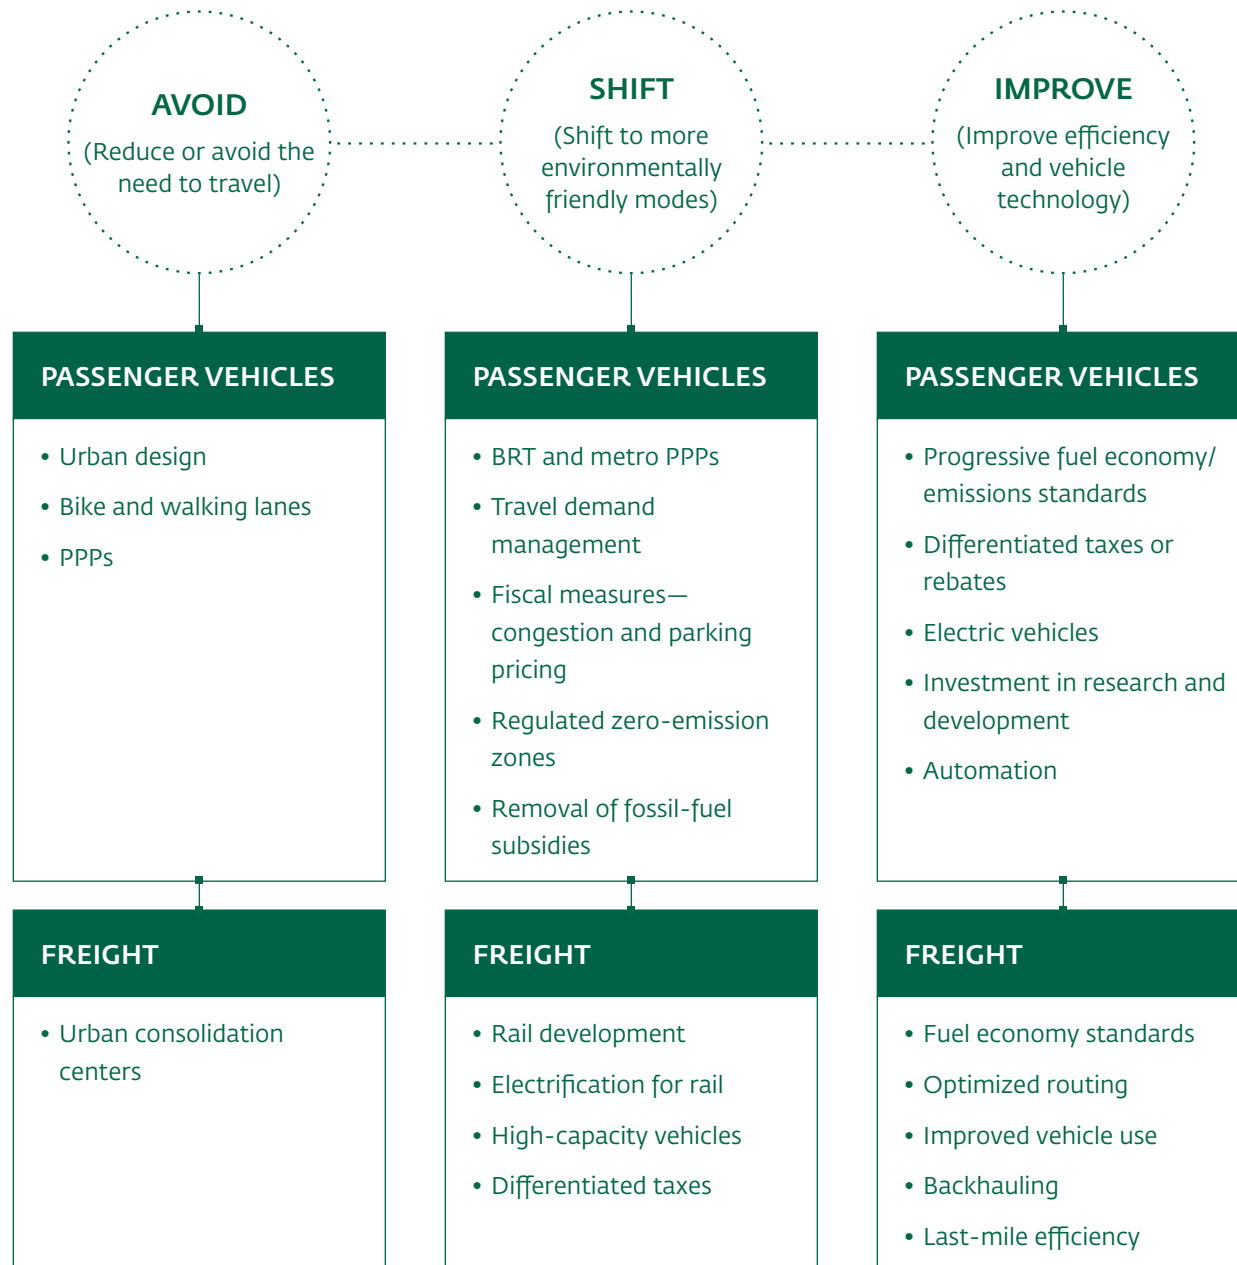 AVOID
(Reduce or avoid the
need to travel)
SHIFT
(Shift to more
environmentally
friendly modes)
IMPROVE
(Improve efficiency
and vehicle
technology)
PASSENGER VEHICLES
• Urban design
• Bike and walking lanes
• PPPs
PASSENGER VEHICLES
• BRT and metro PPPs
• Travel demand
management
• Fiscal measures—
congestion and parking
pricing
• Regulated zero-emission
zones
• Removal of fossil-fuel
subsidies
PASSENGER VEHICLES
• Progressive fuel economy/
emissions standards
• Differentiated taxes or
rebates
• Electric vehicles
• Investment in research and
development
• Automation
FREIGHT
• Urban consolidation
centers
FREIGHT
• Rail development
• Electrification for rail
• High-capacity vehicles
• Differentiated taxes
FREIGHT
• Fuel economy standards
• Optimized routing
• Improved vehicle use
• Backhauling
• Last-mile efficiency